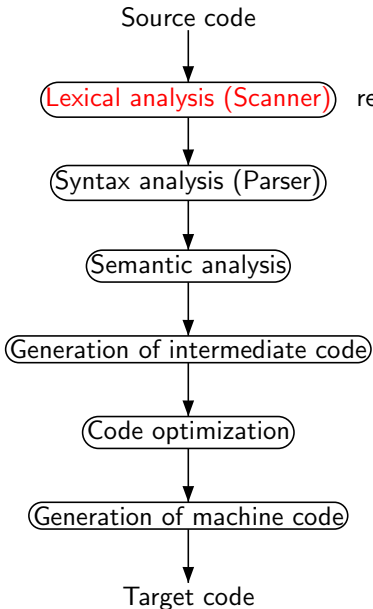 Source code
Lexical analysis (Scanner) re
Syntax analysis (Parser)
Semantic analysis
Generation of intermediate code
Code optimization
Generation of machine code
Target code